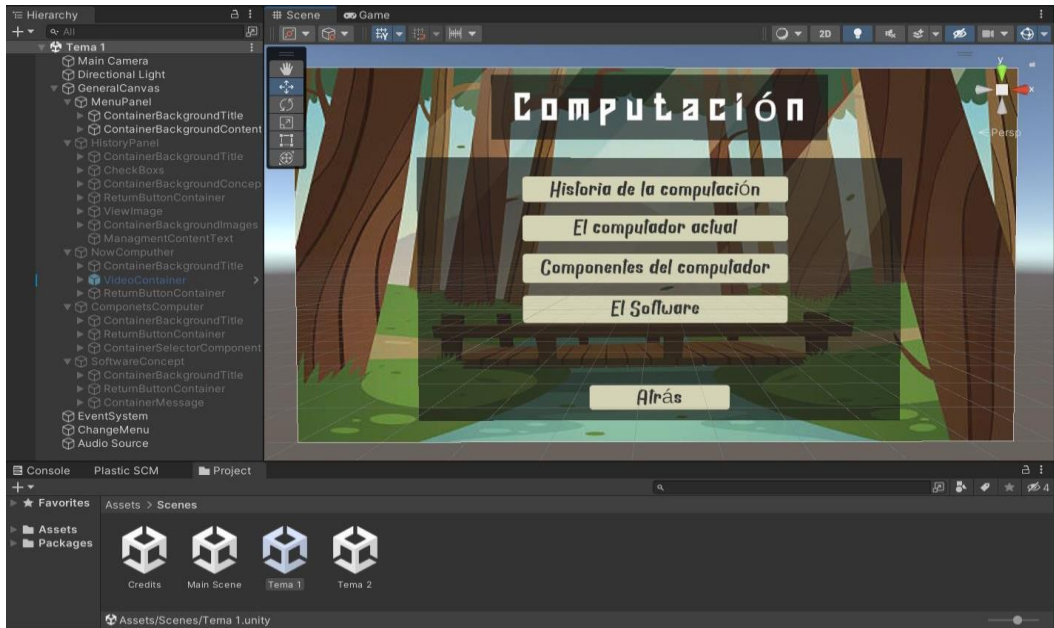 Hierarchy
All
Tema 1
Main Camera
Directional Light
GeneralCanvas
MenuPanel
ContainerBackgroundTitle
ContainerBackgroundContent
HistoryPanel
ContainerBackgroundTitle
CheckBoxs
ContainerBackgroundConcep
ReturnButtonContainer
ViewImage
ContainerBackgroundImages
ManagmentContentText
NowComputher
ContainerBackgroundTitle
VideoContainer
ReturnButtonContainer
ComponetsComputer
ContainerBackgroundTitle
ReturnButtonContainer
ContainerSelectorComponent
SoftwareConcept
ContainerBackgroundTitle
ReturnButtonContainer
ContainerMessage
EventSystem
ChangeMenu
Audio Source
Scene Game
2D
y
x
Persp
Computación
Historia de la computación
El computador actual
Componentes del computador
El Software
Atrás
Console Plastic SCM Project
4
Favorites
Assets
Packages
Assets > Scenes
Credits Main Scene Tema 1 Tema 2
Assets/Scenes/Tema 1.unity